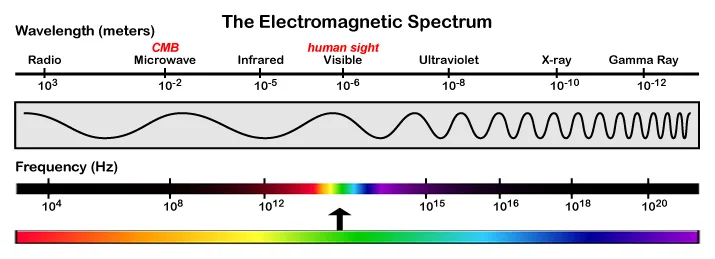 The Electromagnetic Spectrum
Wavelength (meters)
CMB human sight
Radio Microwave Infrared Visible Ultraviolet X-ray Gamma Ray
10³ 10⁻² 10⁻⁵ 10⁻⁶ 10⁻⁸ 10⁻¹⁰ 10⁻¹²
Frequency (Hz)
10⁴ 10⁸ 10¹² 10¹⁵ 10¹⁶ 10¹⁸ 10²⁰